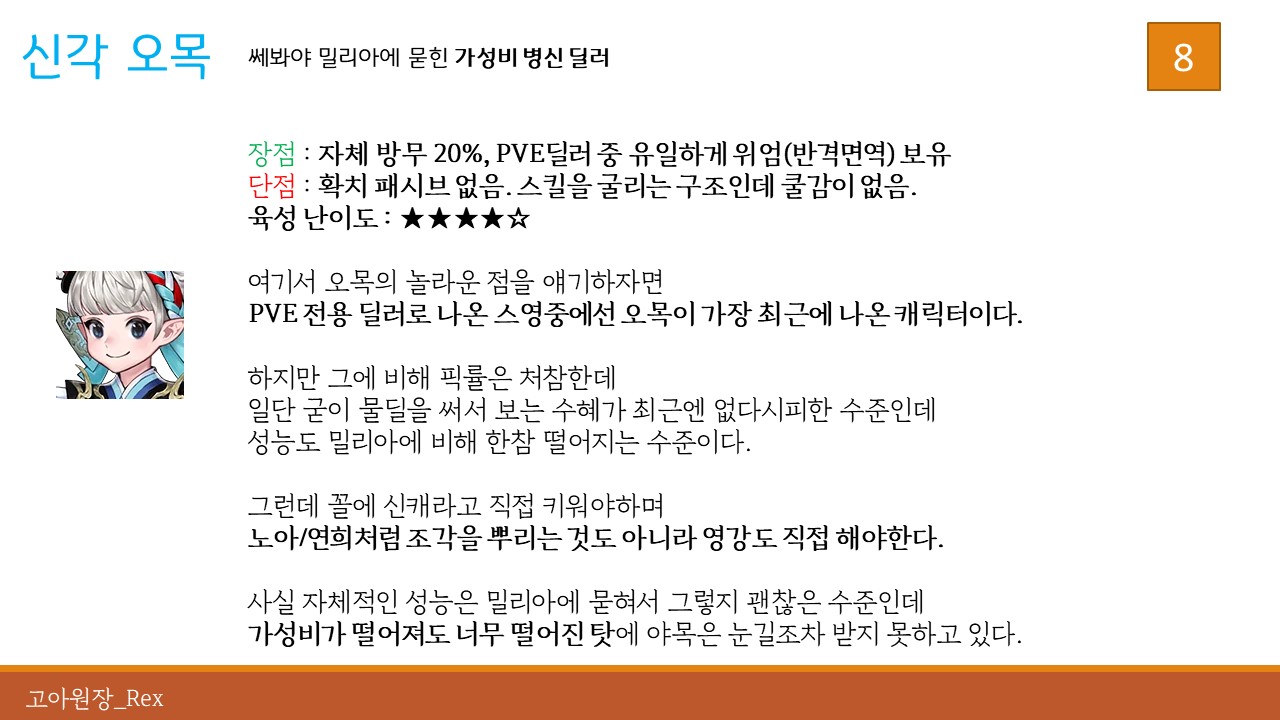 신각 오목
쎄봐야 밀리아에 묻힌 가성비 병신 딜러
8
장점 : 자체 방무 20%, PVE딜러 중 유일하게 위엄(반격면역) 보유
단점 : 확치 패시브 없음. 스킬을 굴리는 구조인데 쿨감이 없음.
육성 난이도 : ★★★★☆
여기서 오목의 놀라운 점을 얘기하자면
PVE 전용 딜러로 나온 스영중에선 오목이 가장 최근에 나온 캐릭터이다.
하지만 그에 비해 픽률은 처참한데
일단 굳이 물딜을 써서 보는 수혜가 최근엔 없다시피한 수준인데
성능도 밀리아에 비해 한참 떨어지는 수준이다.
그런데 꼴에 신캐라고 직접 키워야하며
노아/연희처럼 조각을 뿌리는 것도 아니라 영강도 직접 해야한다.
사실 자체적인 성능은 밀리아에 묻혀서 그렇지 괜찮은 수준인데
가성비가 떨어져도 너무 떨어진 탓에 야목은 눈길조차 받지 못하고 있다.
고아원장_Rex